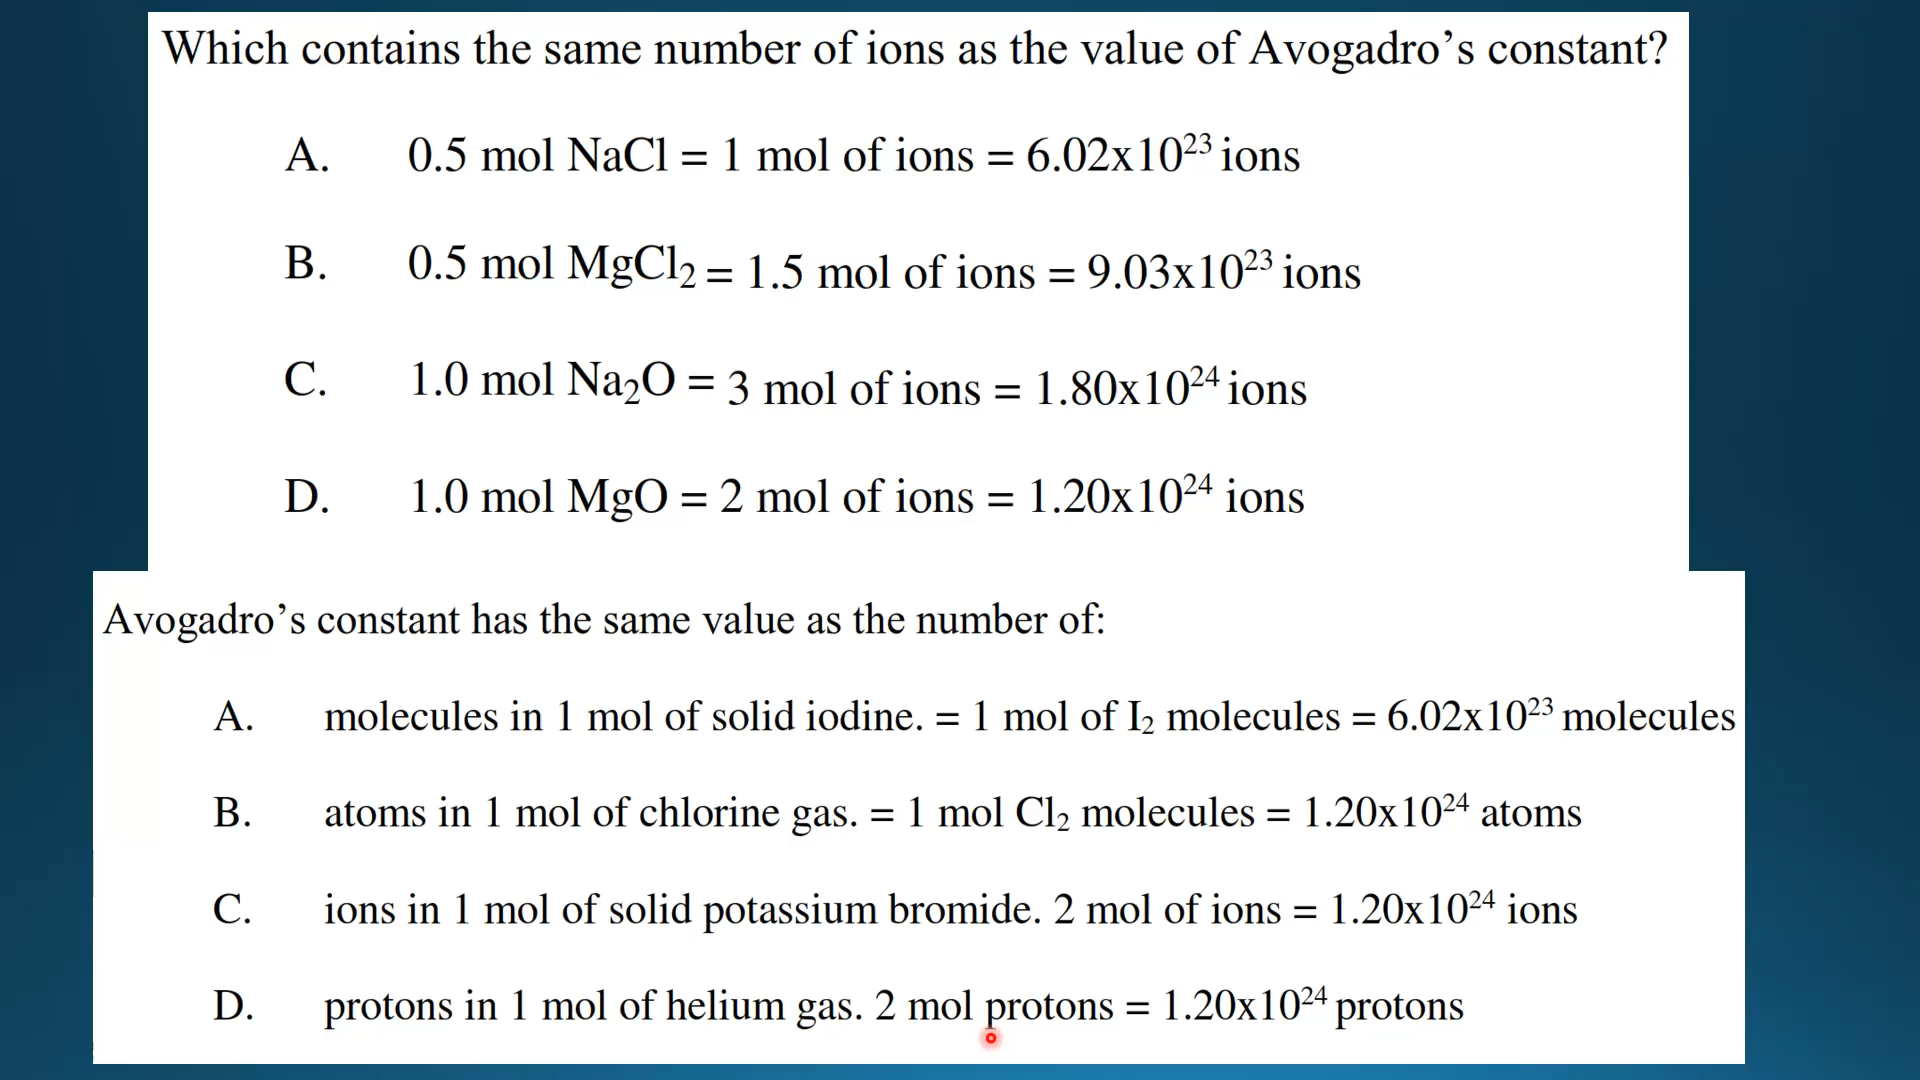 Which contains the same number of ions as the value of Avogadro’s constant?
A. 0.5 mol NaCl = 1 mol of ions = 6.02x10²³ ions
B. 0.5 mol MgCl₂ = 1.5 mol of ions = 9.03x10²³ ions
C. 1.0 mol Na₂O = 3 mol of ions = 1.80x10²⁴ ions
D. 1.0 mol MgO = 2 mol of ions = 1.20x10²⁴ ions
Avogadro’s constant has the same value as the number of:
A. molecules in 1 mol of solid iodine. = 1 mol of I₂ molecules = 6.02x10²³ molecules
B. atoms in 1 mol of chlorine gas. = 1 mol Cl₂ molecules = 1.20x10²⁴ atoms
C. ions in 1 mol of solid potassium bromide. 2 mol of ions = 1.20x10²⁴ ions
D. protons in 1 mol of helium gas. 2 mol protons = 1.20x10²⁴ protons